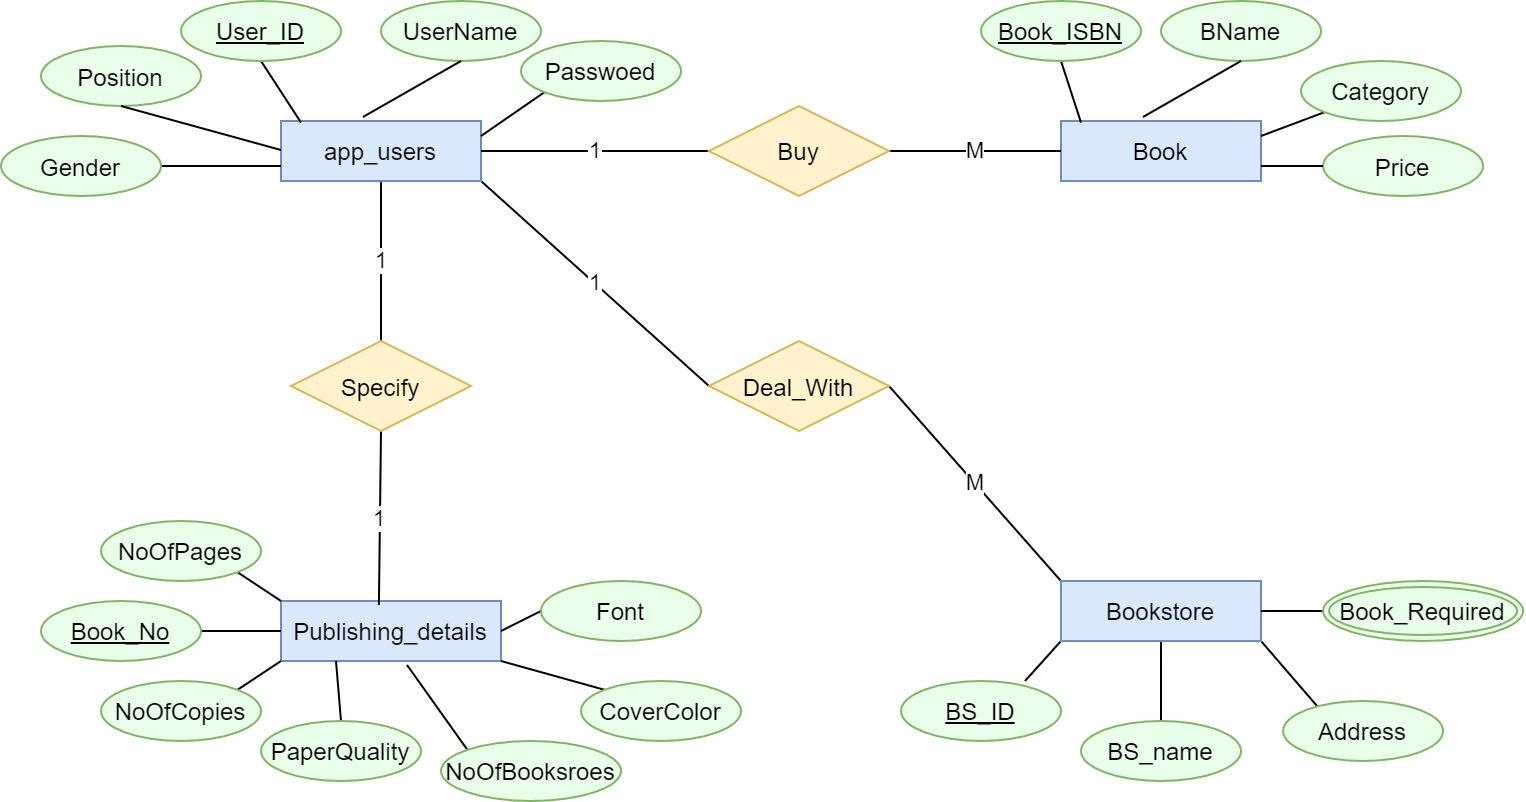 User_ID
UserName
Book_ISBN
BName
Position
Passwoed
Category
Gender
app_users
1
Buy
M
Book
Price
1
1
Specify
Deal_With
M
1
NoOfPages
Font
Book_No
Publishing_details
Bookstore
Book_Required
NoOfCopies
CoverColor
BS_ID
PaperQuality
NoOfBooksroes
BS_name
Address